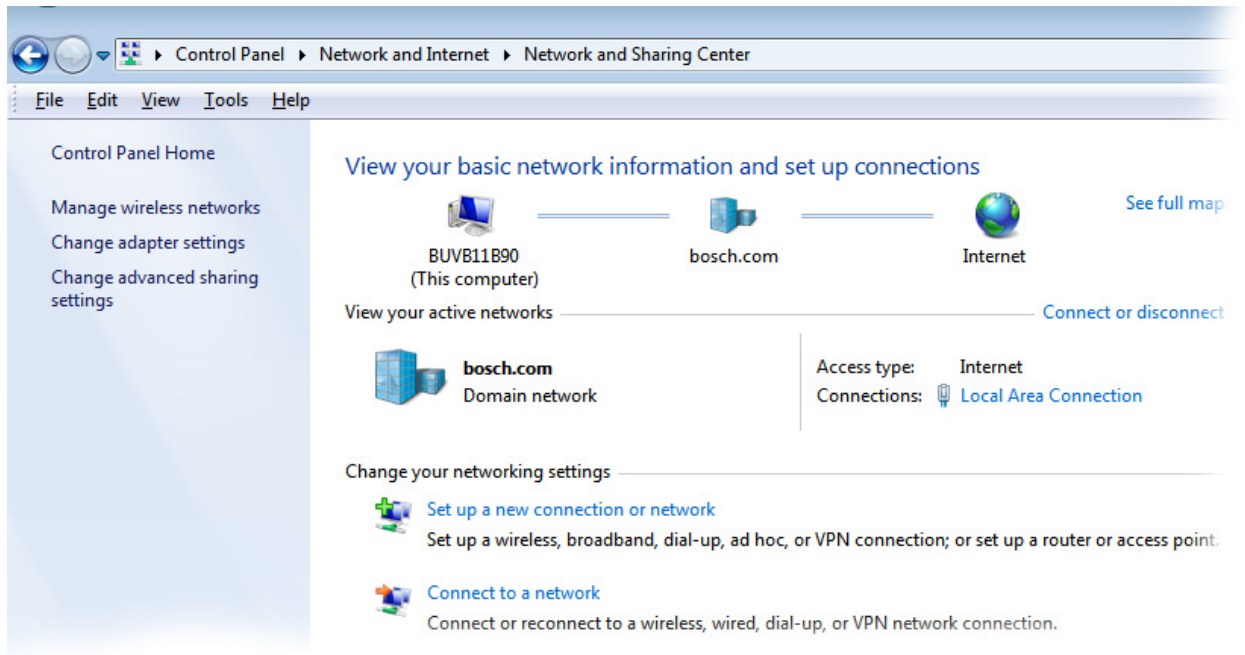 Control Panel Network and Internet Network and Sharing Center
File Edit View Tools Help
Control Panel Home
Manage wireless networks
Change adapter settings
Change advanced sharing
settings
View your basic network information and set up connections
See full map
BUVB11B90
(This computer)
bosch.com
Internet
View your active networks
Connect or disconnect
bosch.com
Domain network
Access type: Internet
Connections: Local Area Connection
Change your networking settings
Set up a new connection or network
Set up a wireless, broadband, dial-up, ad hoc, or VPN connection; or set up a router or access point.
Connect to a network
Connect or reconnect to a wireless, wired, dial-up, or VPN network connection.